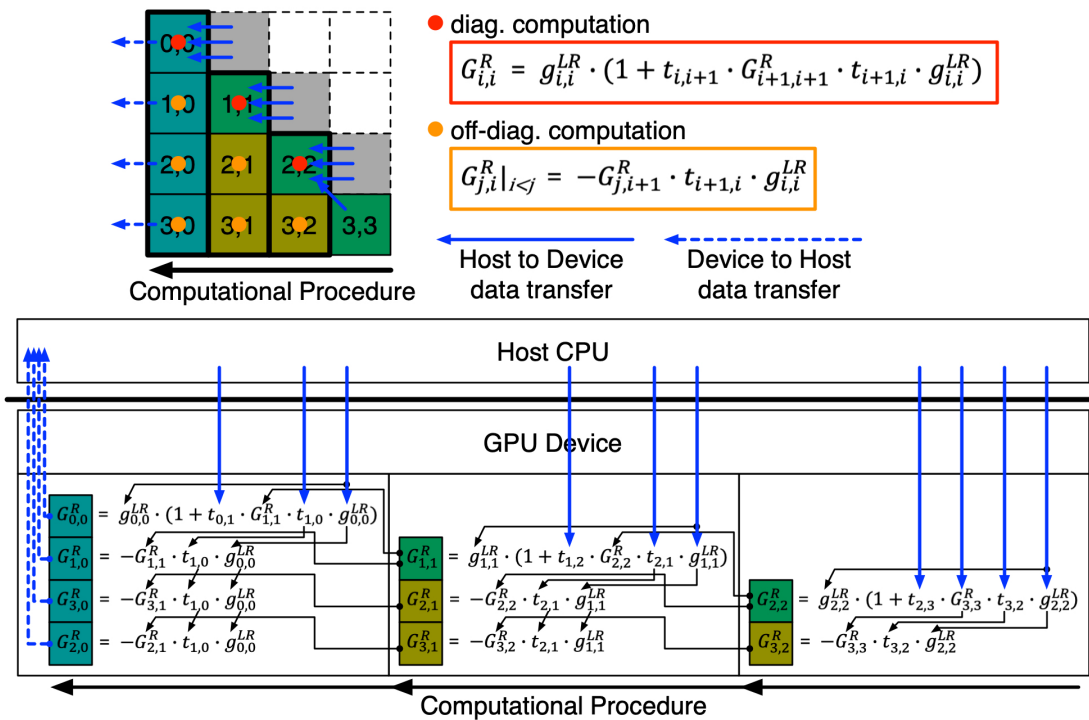 0,0
diag. computation
G^R_{i,i} = g^{LR}_{i,i} · (1 + t_{i,i+1} · G^R_{i+1,i+1} · t_{i+1,i} · g^{LR}_{i,i})
1,0 1,1
off-diag. computation
2,0 2,1 2,2
G^R_{j,i}|_{i<j} = −G^R_{j,i+1} · t_{i+1,i} · g^{LR}_{i,i}
3,0 3,1 3,2 3,3
Host to Device
data transfer
Device to Host
data transfer
Computational Procedure
Host CPU
GPU Device
G^R_{0,0} = g^{LR}_{0,0} · (1 + t_{0,1} · G^R_{1,1} · t_{1,0} · g^{LR}_{0,0})
G^R_{1,0} = −G^R_{1,1} · t_{1,0} · g^{LR}_{0,0}
G^R_{3,0} = −G^R_{3,1} · t_{1,0} · g^{LR}_{0,0}
G^R_{2,0} = −G^R_{2,1} · t_{1,0} · g^{LR}_{0,0}
G^R_{1,1} = g^{LR}_{1,1} · (1 + t_{1,2} · G^R_{2,2} · t_{2,1} · g^{LR}_{1,1})
G^R_{2,1} = −G^R_{2,2} · t_{2,1} · g^{LR}_{1,1}
G^R_{3,1} = −G^R_{3,2} · t_{2,1} · g^{LR}_{1,1}
G^R_{2,2} = g^{LR}_{2,2} · (1 + t_{2,3} · G^R_{3,3} · t_{3,2} · g^{LR}_{2,2})
G^R_{3,2} = −G^R_{3,3} · t_{3,2} · g^{LR}_{2,2}
Computational Procedure